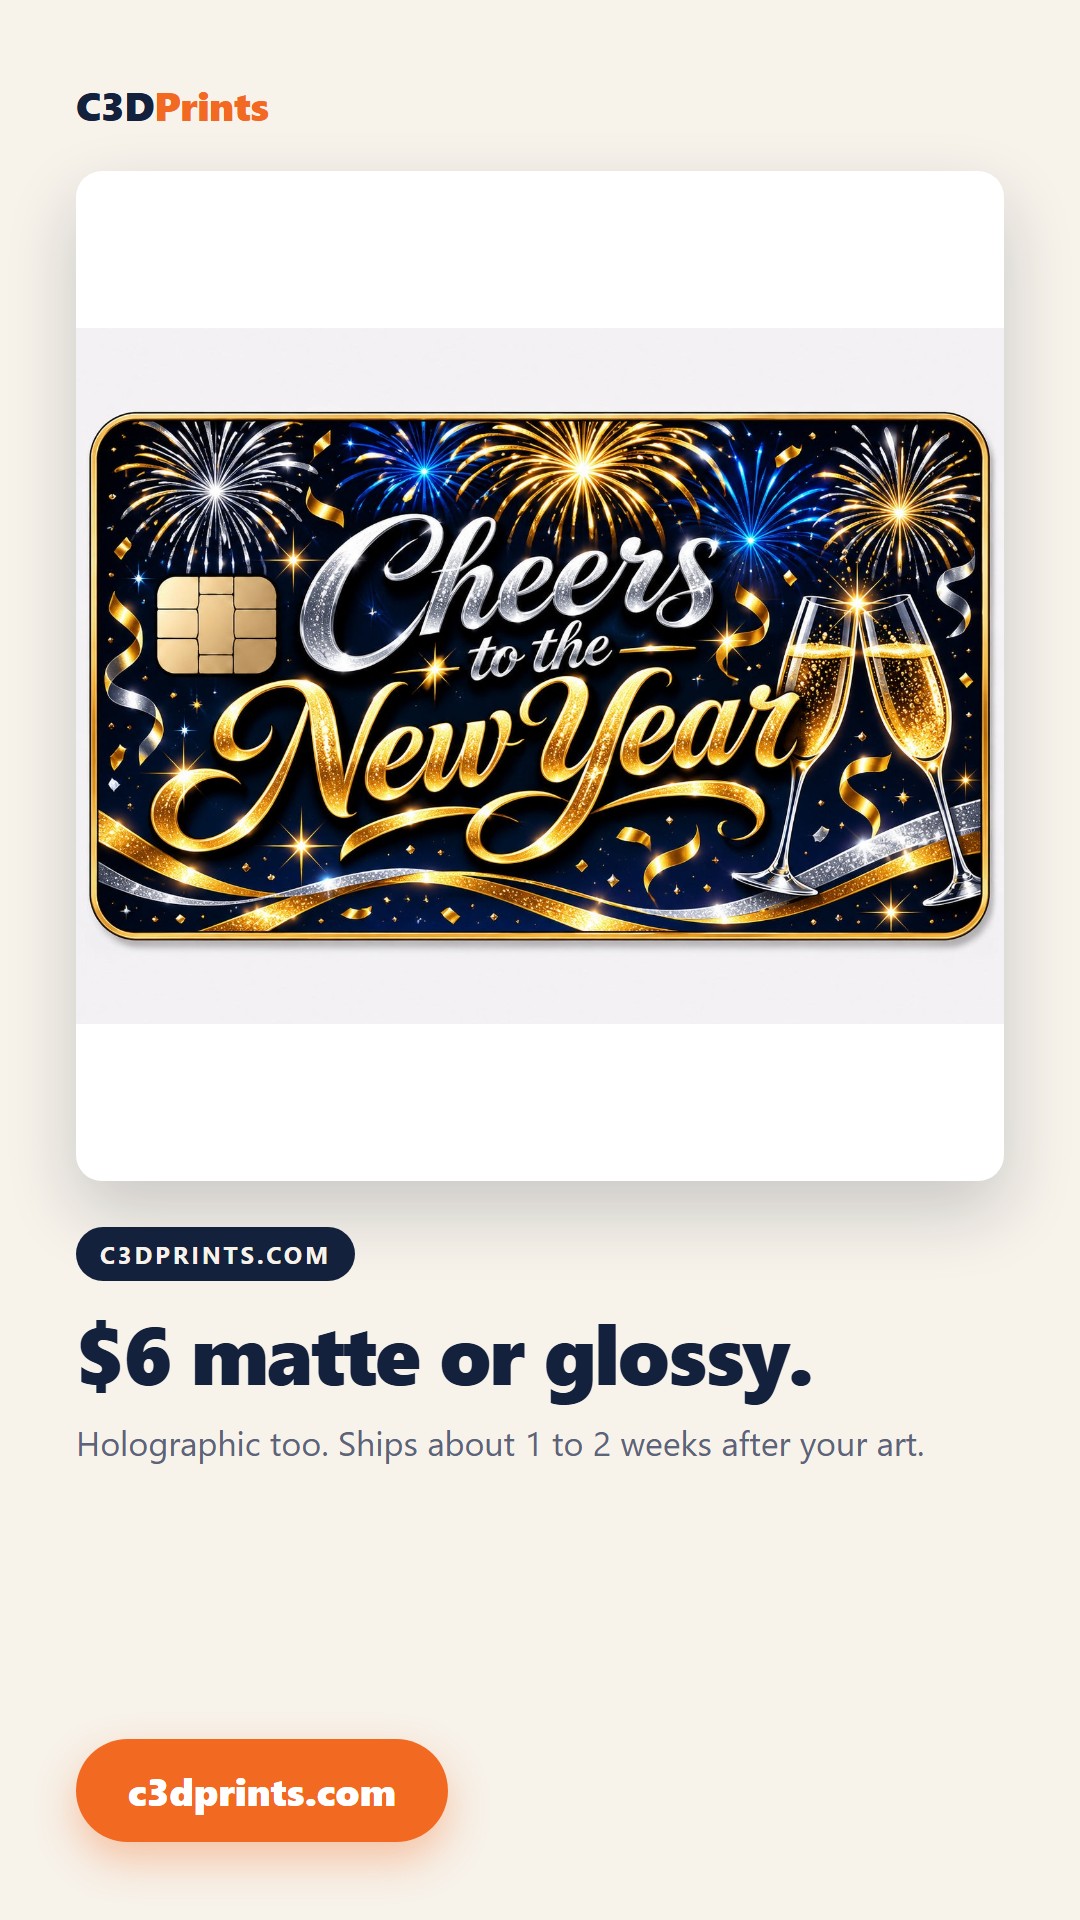 C3DPrints
Cheers
to the
New Year
C3DPRINTS.COM
$6 matte or glossy.
Holographic too. Ships about 1 to 2 weeks after your art.
c3dprints.com